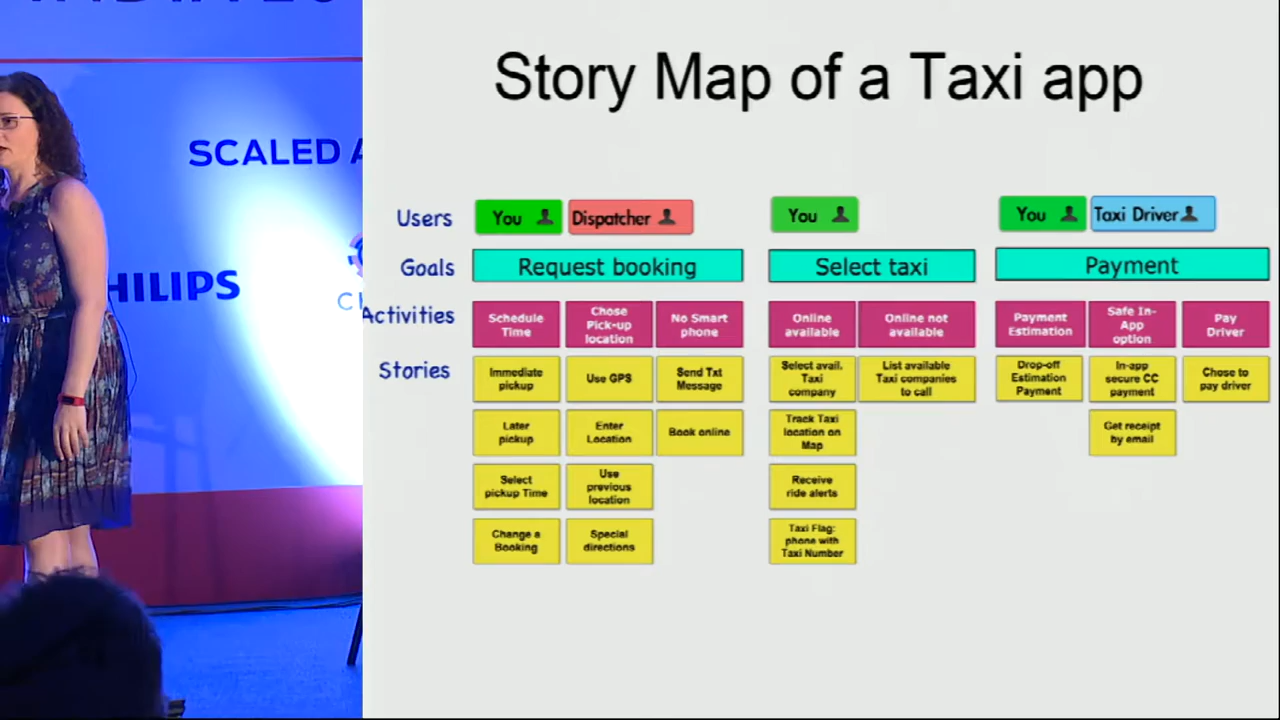 SCALED A
PHILIPS
Story Map of a Taxi app
Users
You
Dispatcher
You
You
Taxi Driver
Goals
Request booking
Select taxi
Payment
Activities
Schedule
Time
Chose
Pick-up
location
No Smart
phone
Online
available
Online not
available
Payment
Estimation
Safe In-
App
option
Pay
Driver
Stories
Immediate
pickup
Use GPS
Send Txt
Message
Select avail.
Taxi
company
List available
Taxi companies
to call
Drop-off
Estimation
Payment
In-app
secure CC
payment
Chose to
pay driver
Later
pickup
Enter
Location
Book online
Track Taxi
location on
Map
Get receipt
by email
Select
pickup Time
Use
previous
location
Receive
ride alerts
Change a
Booking
Special
directions
Taxi Flag:
phone with
Taxi Number